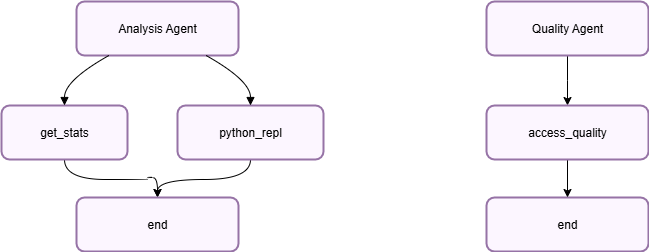 Analysis Agent
get_stats
python_repl
end
Quality Agent
access_quality
end